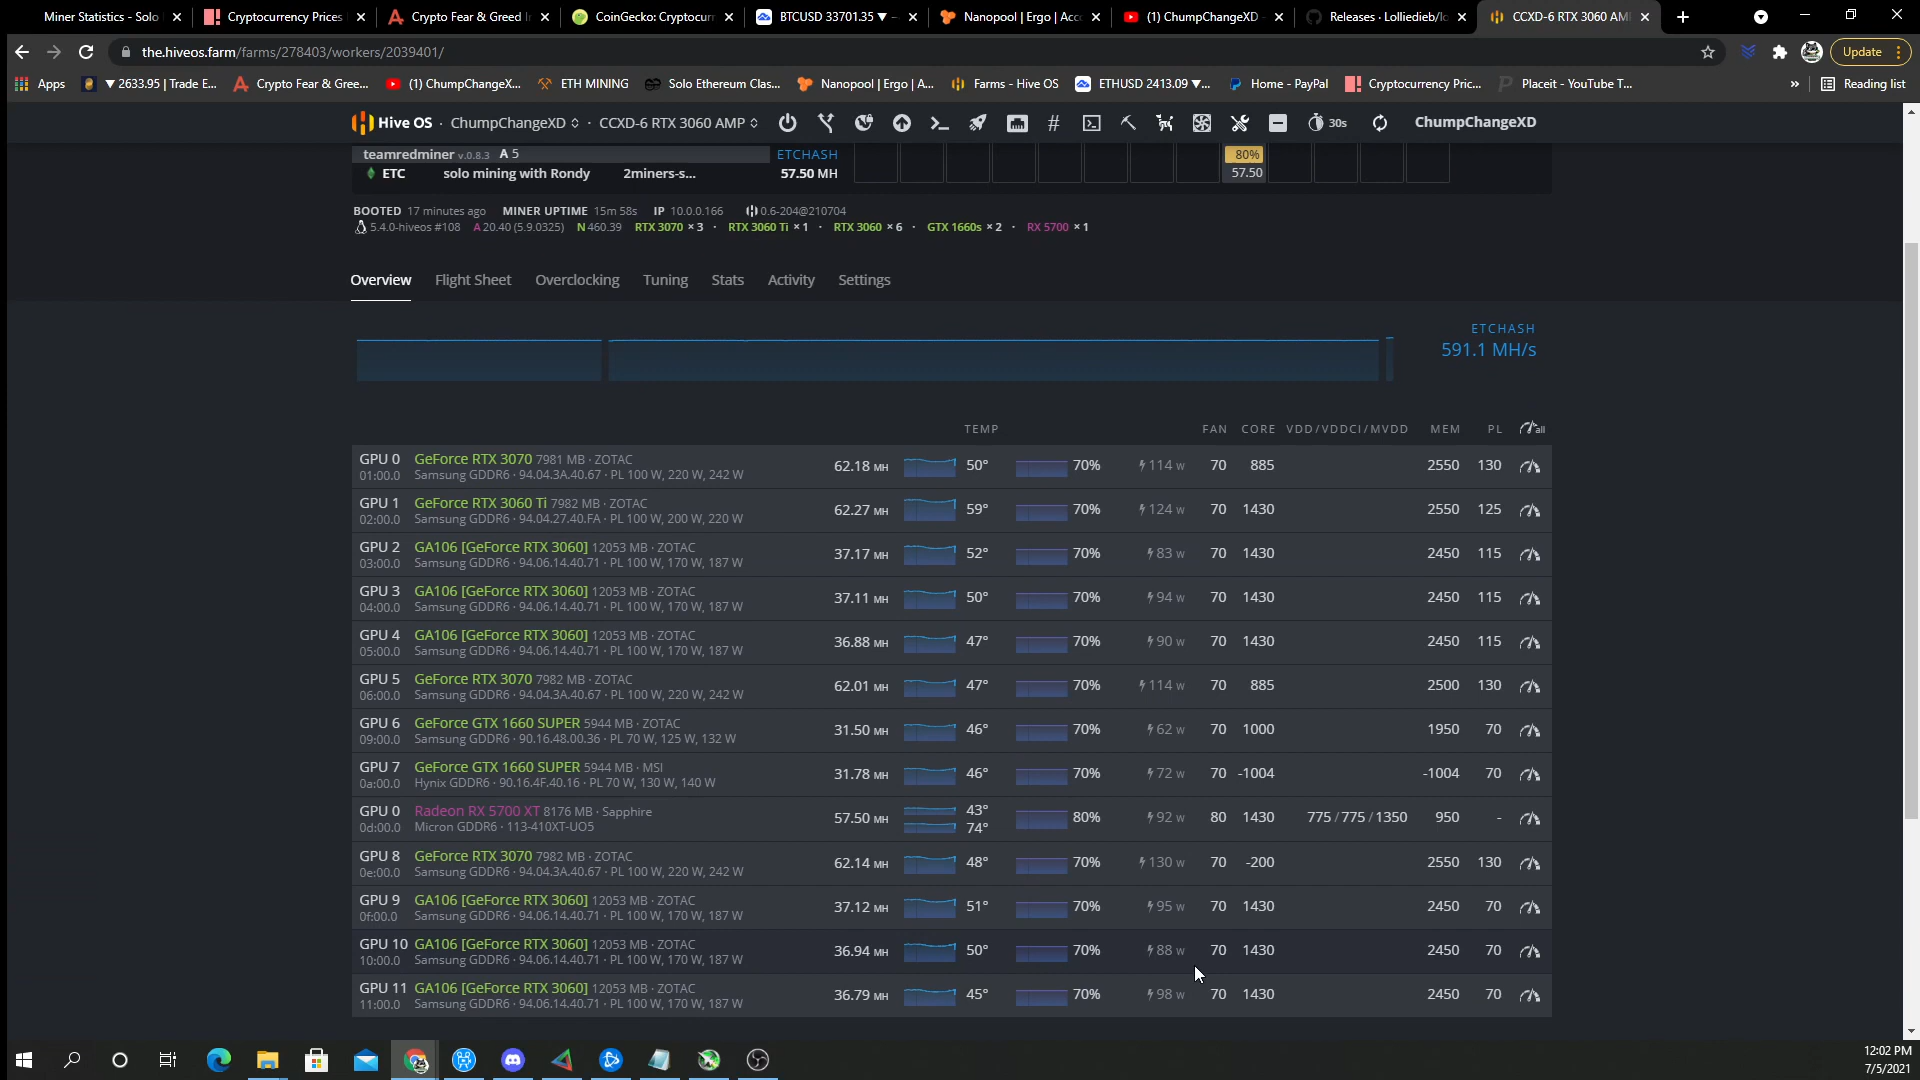 Miner Statistics - Solo
Cryptocurrency Prices
Crypto Fear & Greed In
CoinGecko: Cryptocurr
BTCUSD 33701.35 ▼ -
Nanopool | Ergo | Acc
(1) ChumpChangeXD -
Releases · Lolliedieb/lo
CCXD-6 RTX 3060 AM
the.hiveos.farm/farms/278403/workers/2039401/
Update
Apps
▼ 2633.95 | Trade E...
Crypto Fear & Gree...
(1) ChumpChangeX...
ETH MINING
Solo Ethereum Clas...
Nanopool | Ergo | A...
Farms - Hive OS
ETHUSD 2413.09 ▼...
Home - PayPal
Cryptocurrency Pric...
Placeit - YouTube T...
»
Reading list
Hive OS · ChumpChangeXD · CCXD-6 RTX 3060 AMP 30s ChumpChangeXD
teamredminer v.0.8.3 A 5 ETCHASH 80%
ETC solo mining with Rondy 2miners-s... 57.50 MH 57.50
BOOTED 17 minutes ago MINER UPTIME 15m 58s IP 10.0.0.166 0.6-204@210704
5.4.0-hiveos #108 A 20.40 (5.9.0325) N 460.39 RTX 3070 × 3 · RTX 3060 Ti × 1 · RTX 3060 × 6 · GTX 1660s × 2 · RX 5700 × 1
Overview Flight Sheet Overclocking Tuning Stats Activity Settings
ETCHASH
591.1 MH/s
TEMP FAN CORE VDD/VDDCI/MVDD MEM PL all
GPU 0 GeForce RTX 3070 7981 MB · ZOTAC 62.18 MH 50° 70% 114 W 70 885 2550 130
01:00.0 Samsung GDDR6 · 94.04.3A.40.67 · PL 100 W, 220 W, 242 W
GPU 1 GeForce RTX 3060 Ti 7982 MB · ZOTAC 62.27 MH 59° 70% 124 W 70 1430 2550 125
02:00.0 Samsung GDDR6 · 94.04.27.40.FA · PL 100 W, 200 W, 220 W
GPU 2 GA106 [GeForce RTX 3060] 12053 MB · ZOTAC 37.17 MH 52° 70% 83 W 70 1430 2450 115
03:00.0 Samsung GDDR6 · 94.06.14.40.71 · PL 100 W, 170 W, 187 W
GPU 3 GA106 [GeForce RTX 3060] 12053 MB · ZOTAC 37.11 MH 50° 70% 94 W 70 1430 2450 115
04:00.0 Samsung GDDR6 · 94.06.14.40.71 · PL 100 W, 170 W, 187 W
GPU 4 GA106 [GeForce RTX 3060] 12053 MB · ZOTAC 36.88 MH 47° 70% 90 W 70 1430 2450 115
05:00.0 Samsung GDDR6 · 94.06.14.40.71 · PL 100 W, 170 W, 187 W
GPU 5 GeForce RTX 3070 7982 MB · ZOTAC 62.01 MH 47° 70% 114 W 70 885 2500 130
06:00.0 Samsung GDDR6 · 94.04.3A.40.67 · PL 100 W, 220 W, 242 W
GPU 6 GeForce GTX 1660 SUPER 5944 MB · ZOTAC 31.50 MH 46° 70% 62 W 70 1000 1950 70
09:00.0 Samsung GDDR6 · 90.16.48.00.36 · PL 70 W, 125 W, 132 W
GPU 7 GeForce GTX 1660 SUPER 5944 MB · MSI 31.78 MH 46° 70% 72 W 70 -1004 -1004 70
0a:00.0 Hynix GDDR6 · 90.16.4F.40.16 · PL 70 W, 130 W, 140 W
GPU 0 Radeon RX 5700 XT 8176 MB · Sapphire 57.50 MH 43° 80% 92 W 80 1430 775 / 775 / 1350 950 -
0d:00.0 Micron GDDR6 · 113-410XT-UO5 74°
GPU 8 GeForce RTX 3070 7982 MB · ZOTAC 62.14 MH 48° 70% 130 W 70 -200 2550 130
0e:00.0 Samsung GDDR6 · 94.04.3A.40.67 · PL 100 W, 220 W, 242 W
GPU 9 GA106 [GeForce RTX 3060] 12053 MB · ZOTAC 37.12 MH 51° 70% 95 W 70 1430 2450 70
0f:00.0 Samsung GDDR6 · 94.06.14.40.71 · PL 100 W, 170 W, 187 W
GPU 10 GA106 [GeForce RTX 3060] 12053 MB · ZOTAC 36.94 MH 50° 70% 88 W 70 1430 2450 70
10:00.0 Samsung GDDR6 · 94.06.14.40.71 · PL 100 W, 170 W, 187 W
GPU 11 GA106 [GeForce RTX 3060] 12053 MB · ZOTAC 36.79 MH 45° 70% 98 W 70 1430 2450 70
11:00.0 Samsung GDDR6 · 94.06.14.40.71 · PL 100 W, 170 W, 187 W
12:02 PM
7/5/2021